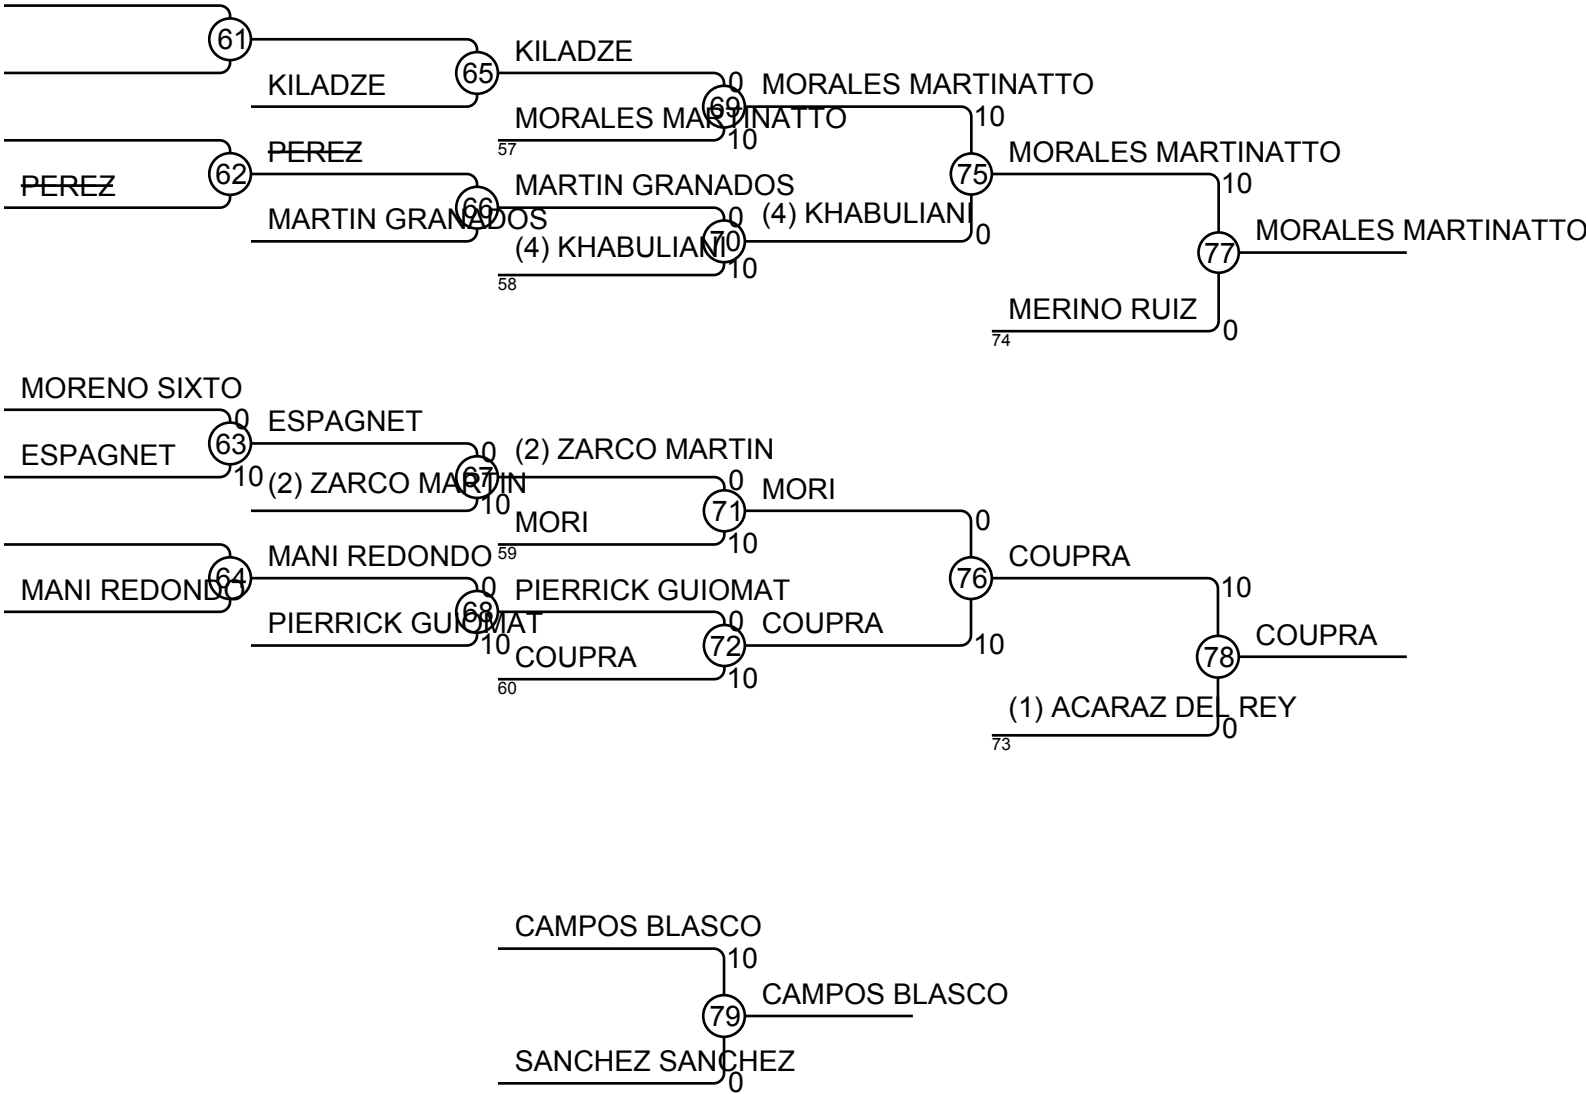 61
KILADZE
65
KILADZE
0
MORALES MARTINATTO
69
MORALES MARTINATTO
10
57
10
PEREZ
62
PEREZ
MARTIN GRANADOS
66
MARTIN GRANADOS
0
(4) KHABULIANI
70
(4) KHABULIANI
10
58
75
0
MORALES MARTINATTO
10
77
MORALES MARTINATTO
MERINO RUIZ
74
0
MORENO SIXTO
0
63
ESPAGNET
ESPAGNET
10
0
67
(2) ZARCO MARTIN
(2) ZARCO MARTIN
10
0
71
MORI
MORI
59
10
0
64
MANI REDONDO
MANI REDONDO
0
68
PIERRICK GUIOMAT
PIERRICK GUIOMAT
10
0
72
COUPRA
COUPRA
60
10
76
10
COUPRA
10
78
COUPRA
(1) ACARAZ DEL REY
73
0
CAMPOS BLASCO
10
79
CAMPOS BLASCO
SANCHEZ SANCHEZ
0